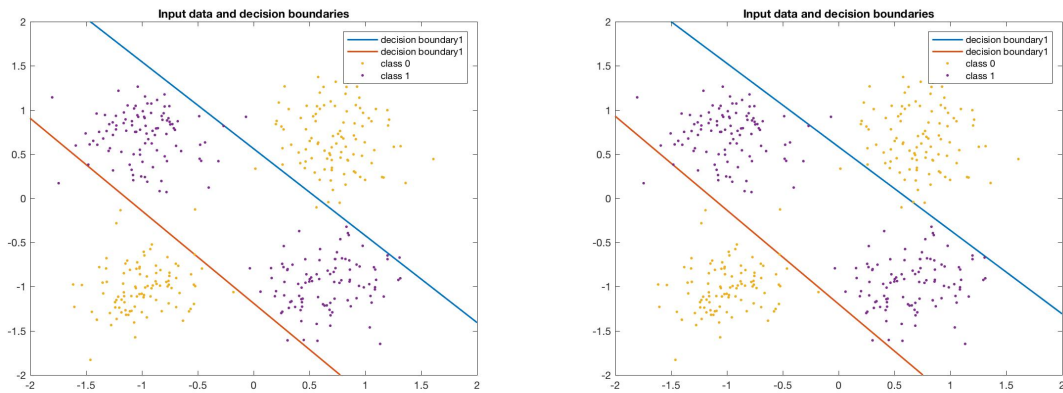 Input data and decision boundaries
decision boundary1
decision boundary1
class 0
class 1
2
1.5
1
0.5
0
-0.5
-1
-1.5
-2
-2 -1.5 -1 -0.5 0 0.5 1 1.5 2
Input data and decision boundaries
decision boundary1
decision boundary1
class 0
class 1
2
1.5
1
0.5
0
-0.5
-1
-1.5
-2
-2 -1.5 -1 -0.5 0 0.5 1 1.5 2